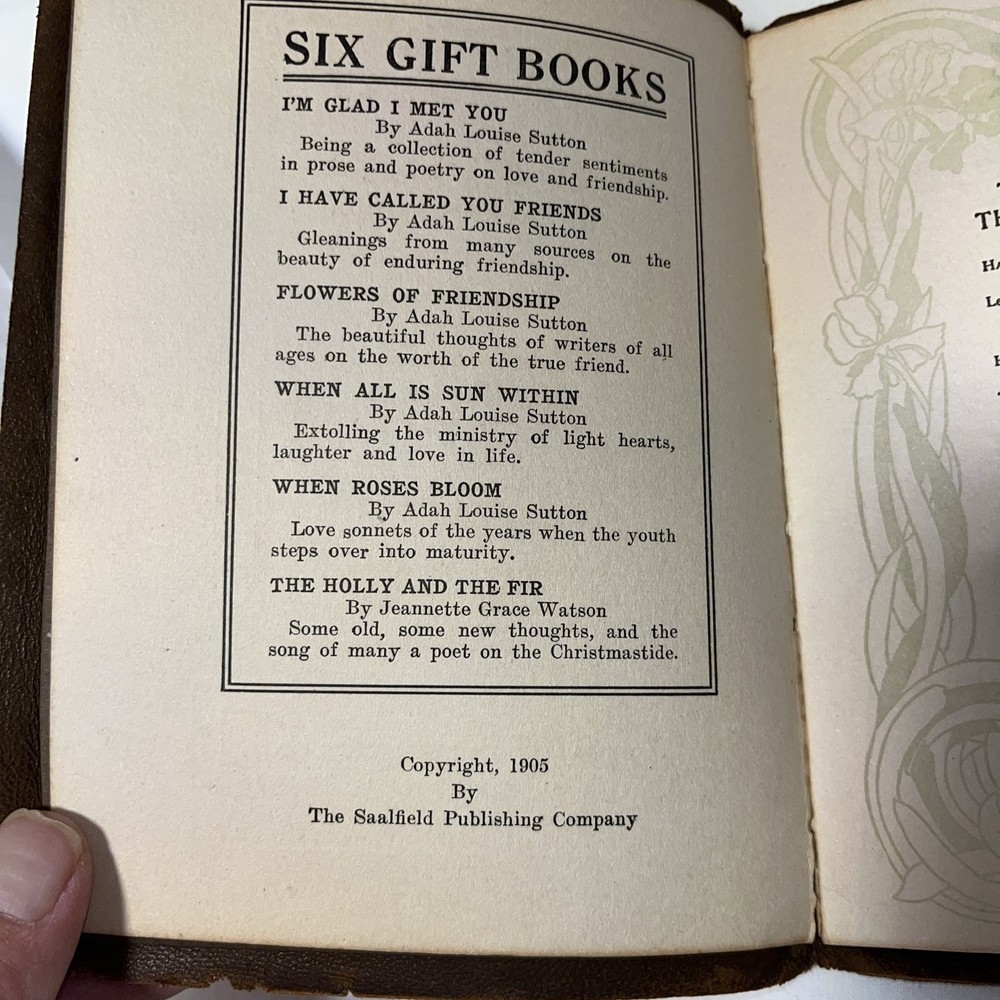 SIX GIFT BOOKS
I'M GLAD I MET YOU
By Adah Louise Sutton
Being a collection of tender sentiments
in prose and poetry on love and friendship.
I HAVE CALLED YOU FRIENDS
By Adah Louise Sutton
Gleanings from many sources on the
beauty of enduring friendship.
FLOWERS OF FRIENDSHIP
By Adah Louise Sutton
The beautiful thoughts of writers of all
ages on the worth of the true friend.
WHEN ALL IS SUN WITHIN
By Adah Louise Sutton
Extolling the ministry of light hearts,
laughter and love in life.
WHEN ROSES BLOOM
By Adah Louise Sutton
Love sonnets of the years when the youth
steps over into maturity.
THE HOLLY AND THE FIR
By Jeannette Grace Watson
Some old, some new thoughts, and the
song of many a poet on the Christmastide.
Copyright, 1905
By
The Saalfield Publishing Company